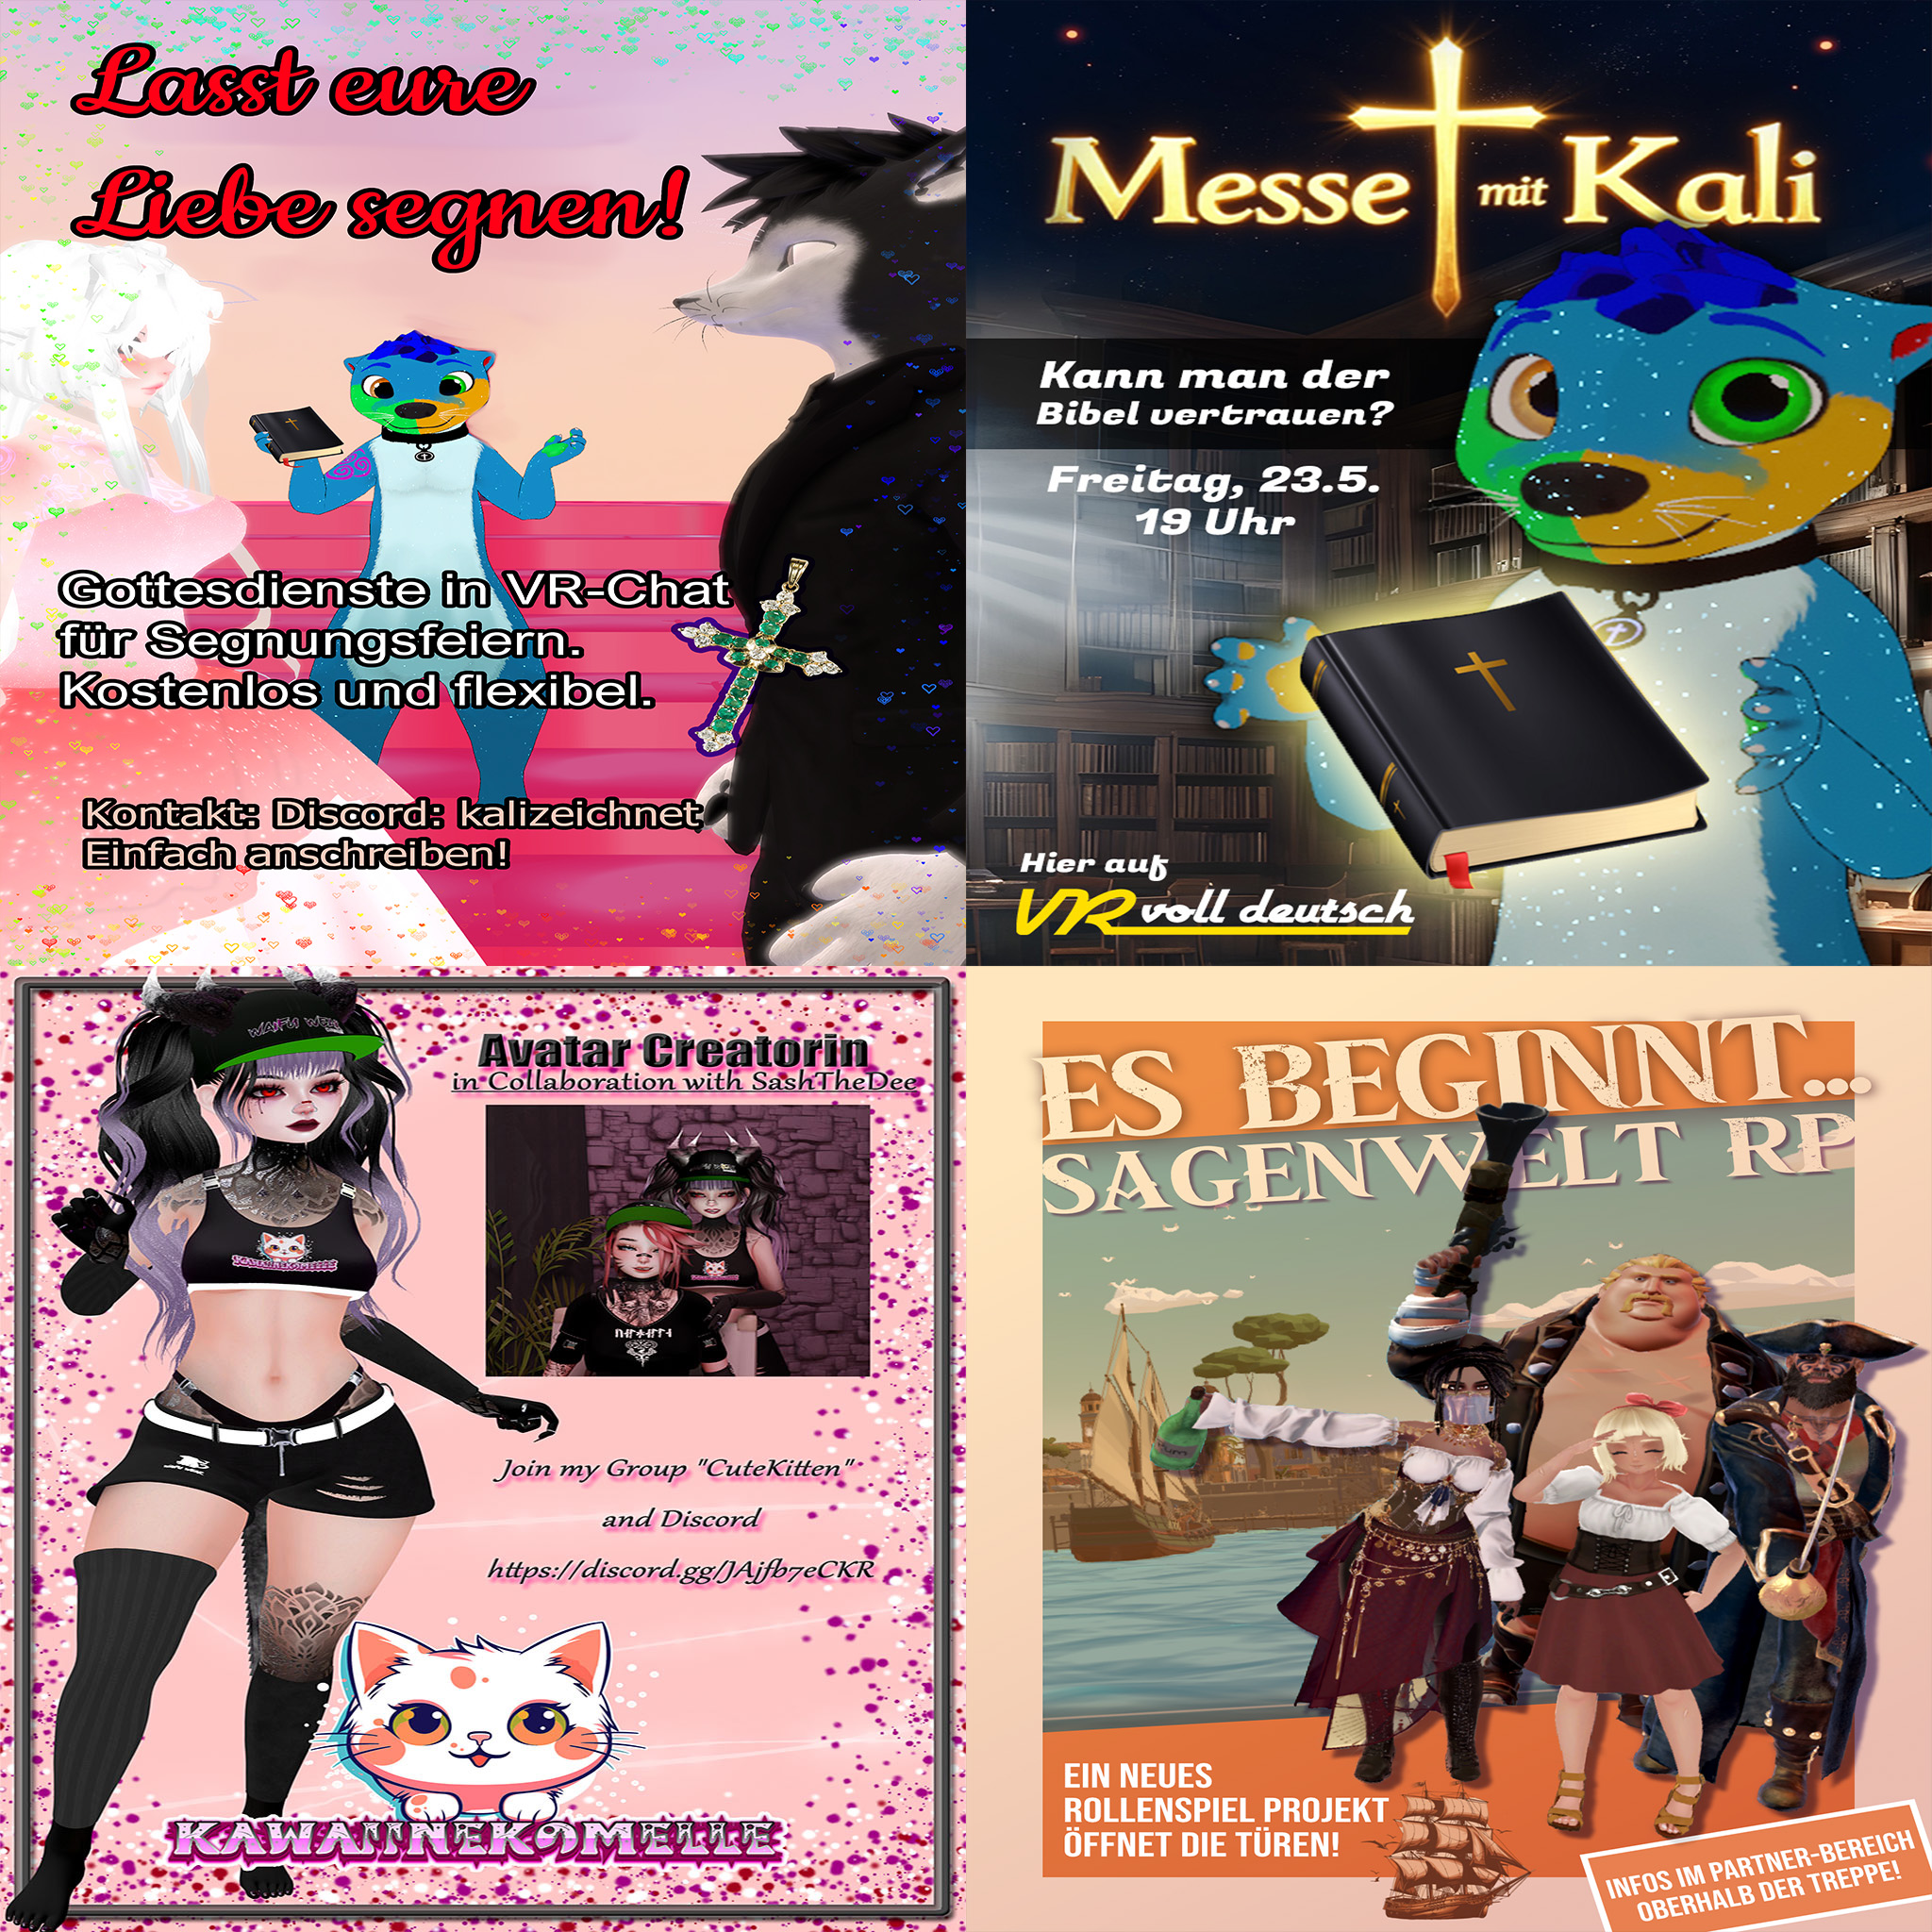 Lasst eure
Liebe segnen!
Gottesdienste in VR-Chat
für Segnungsfeiern.
Kostenlos und flexibel.
Kontakt: Discord: kalizeichnet
Einfach anschreiben!
Messe mit Kali
Kann man der
Bibel vertrauen?
Freitag, 23.5.
19 Uhr
Hier auf
VR voll deutsch
Avatar Creatorin
in Collaboration with SashTheDee
KAWAIINEKOMELLE
Join my Group "CuteKitten"
and Discord
https://discord.gg/JAjfb7eCKR
KAWAIINEKOMELLE
ES BEGINNT...
SAGENWELT RP
EIN NEUES
ROLLENSPIEL PROJEKT
ÖFFNET DIE TÜREN!
INFOS IM PARTNER-BEREICH
OBERHALB DER TREPPE!